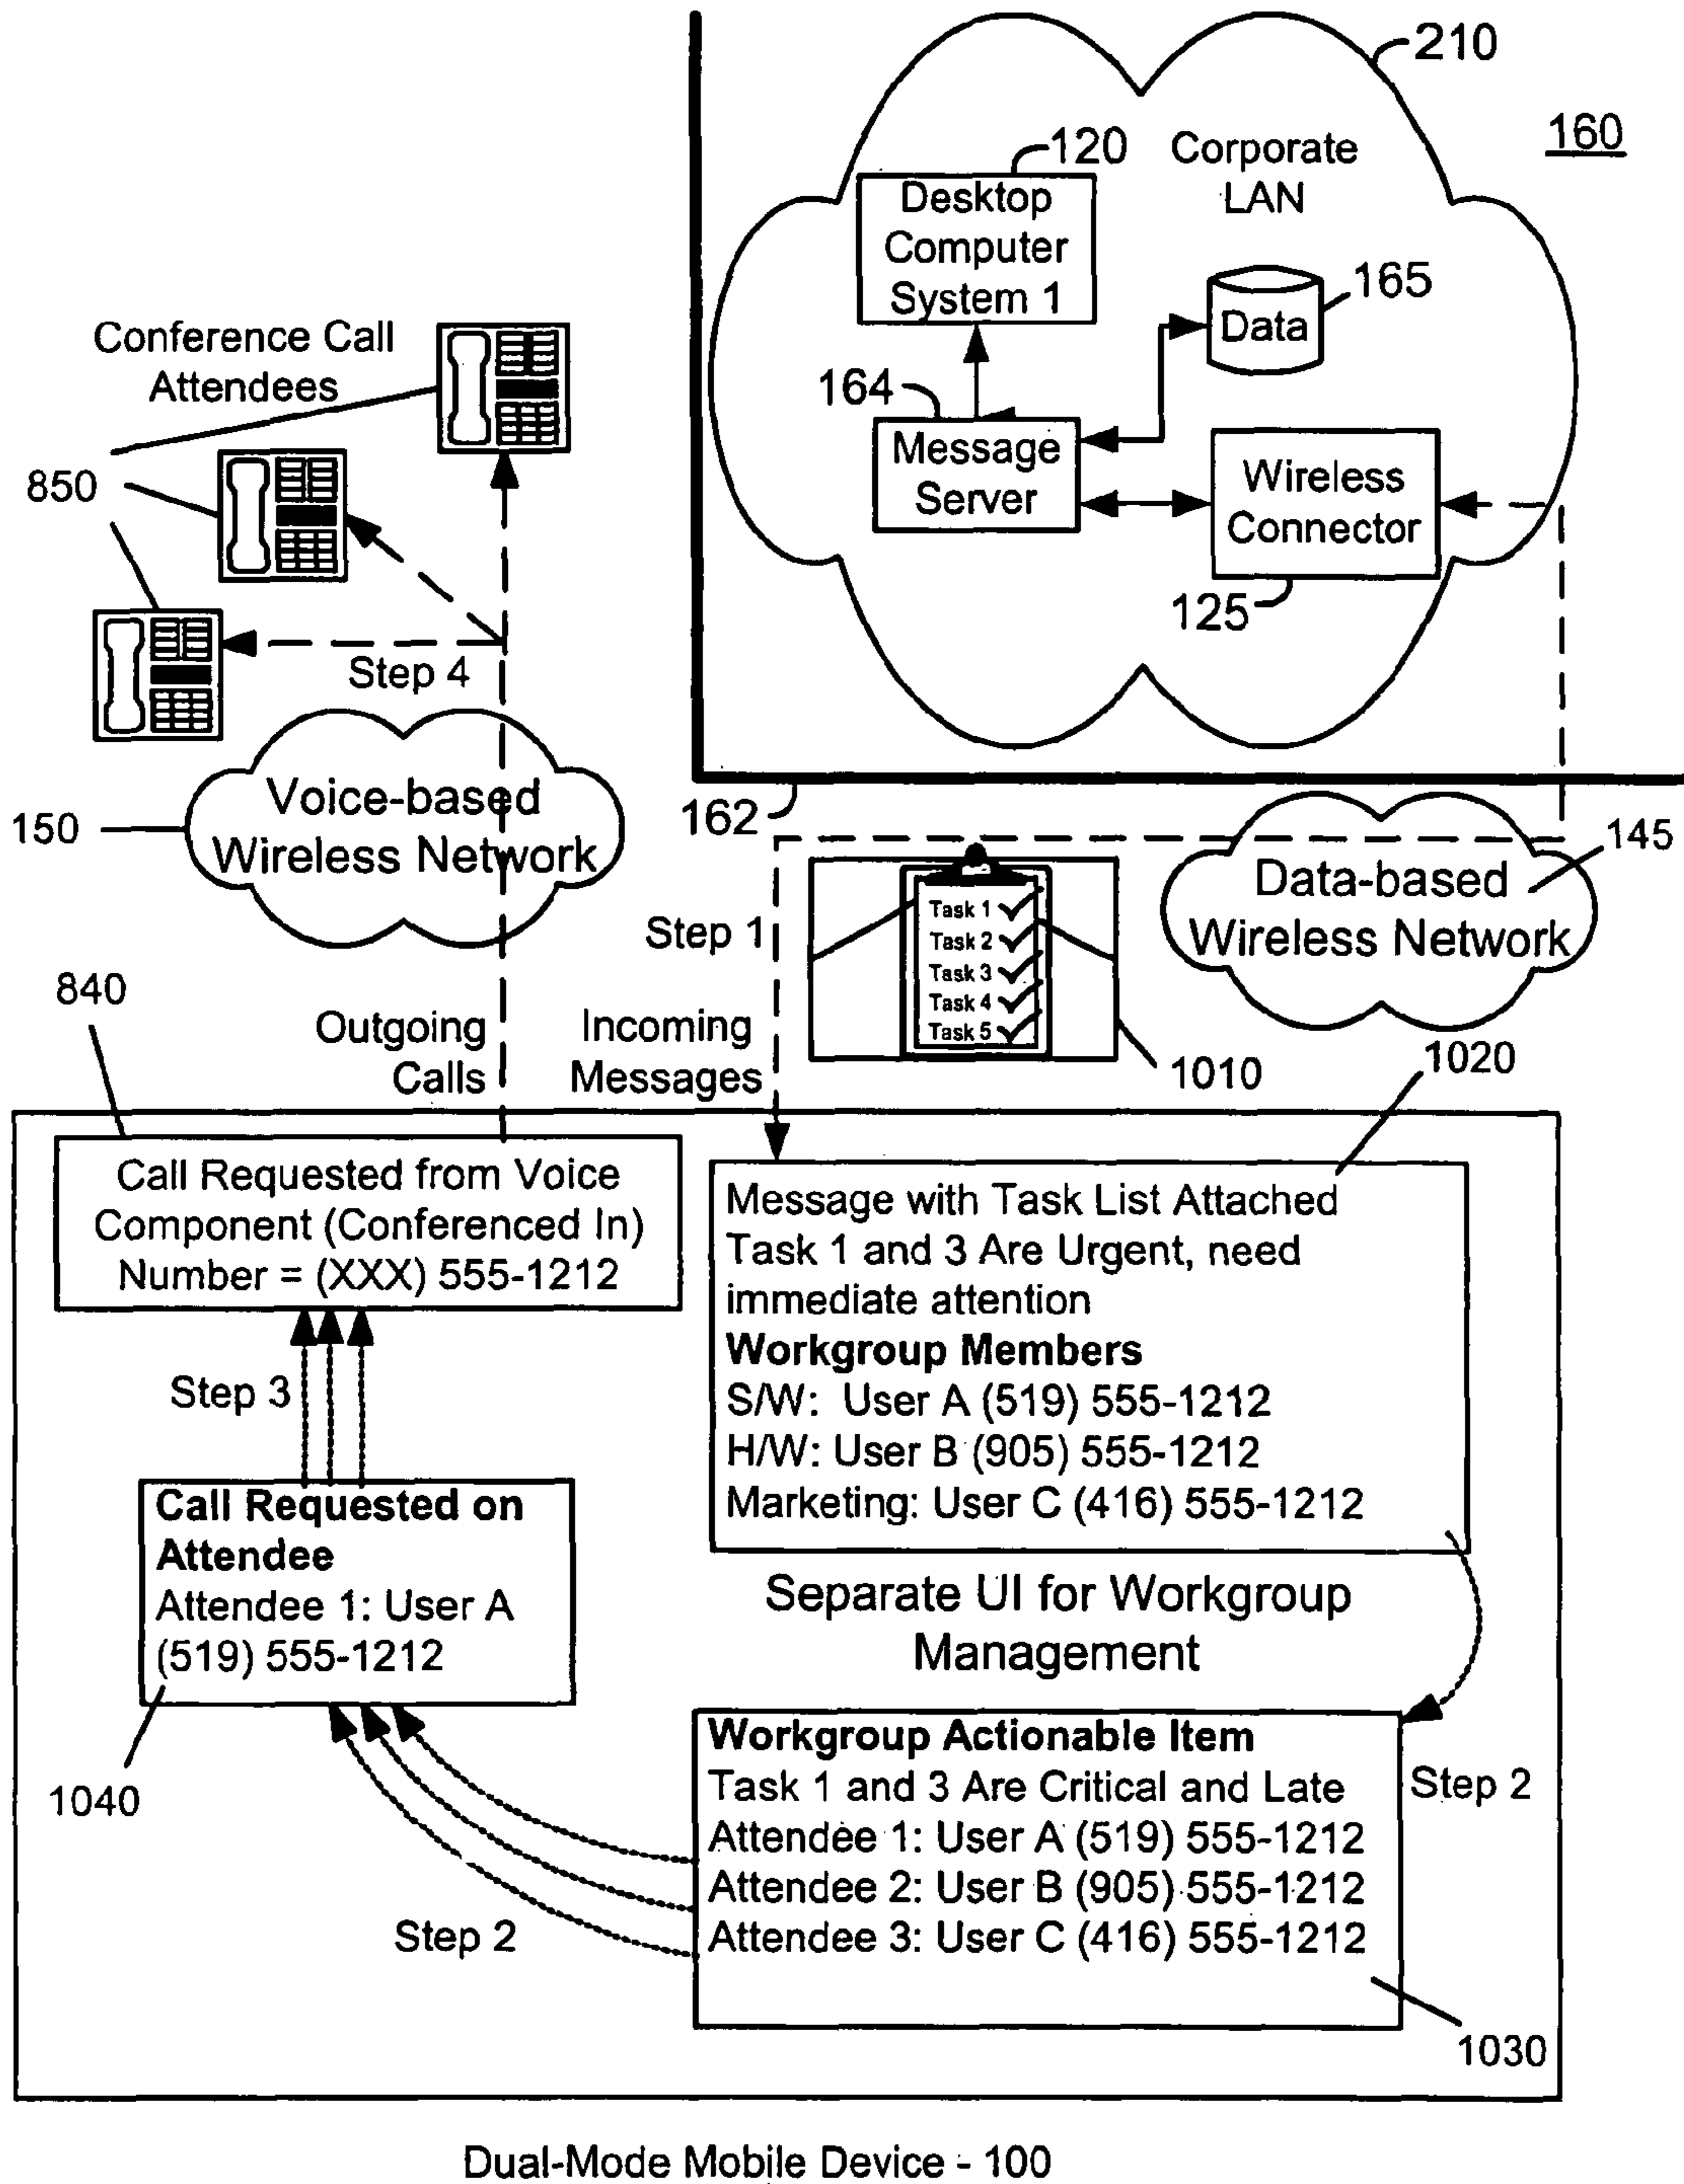 210
160
120
Corporate
LAN
Desktop
Computer
System 1
165
Data
164
Message
Server
Wireless
Connector
125
Conference Call
Attendees
850
Step 4
Voice-based
Wireless Network
150
162
145
Data-based
Wireless Network
Step 1
Task 1
Task 2
Task 3
Task 4
Task 5
1010
840
Outgoing
Calls
Incoming
Messages
1020
Call Requested from Voice
Component (Conferenced In)
Number = (XXX) 555-1212
Message with Task List Attached
Task 1 and 3 Are Urgent, need
immediate attention
Workgroup Members
S/W: User A (519) 555-1212
H/W: User B (905) 555-1212
Marketing: User C (416) 555-1212
Step 3
Call Requested on
Attendee
Attendee 1: User A
(519) 555-1212
1040
Separate UI for Workgroup
Management
Step 2
Workgroup Actionable Item
Task 1 and 3 Are Critical and Late
Attendee 1: User A (519) 555-1212
Attendee 2: User B (905) 555-1212
Attendee 3: User C (416) 555-1212
Step 2
1030
Dual-Mode Mobile Device - 100